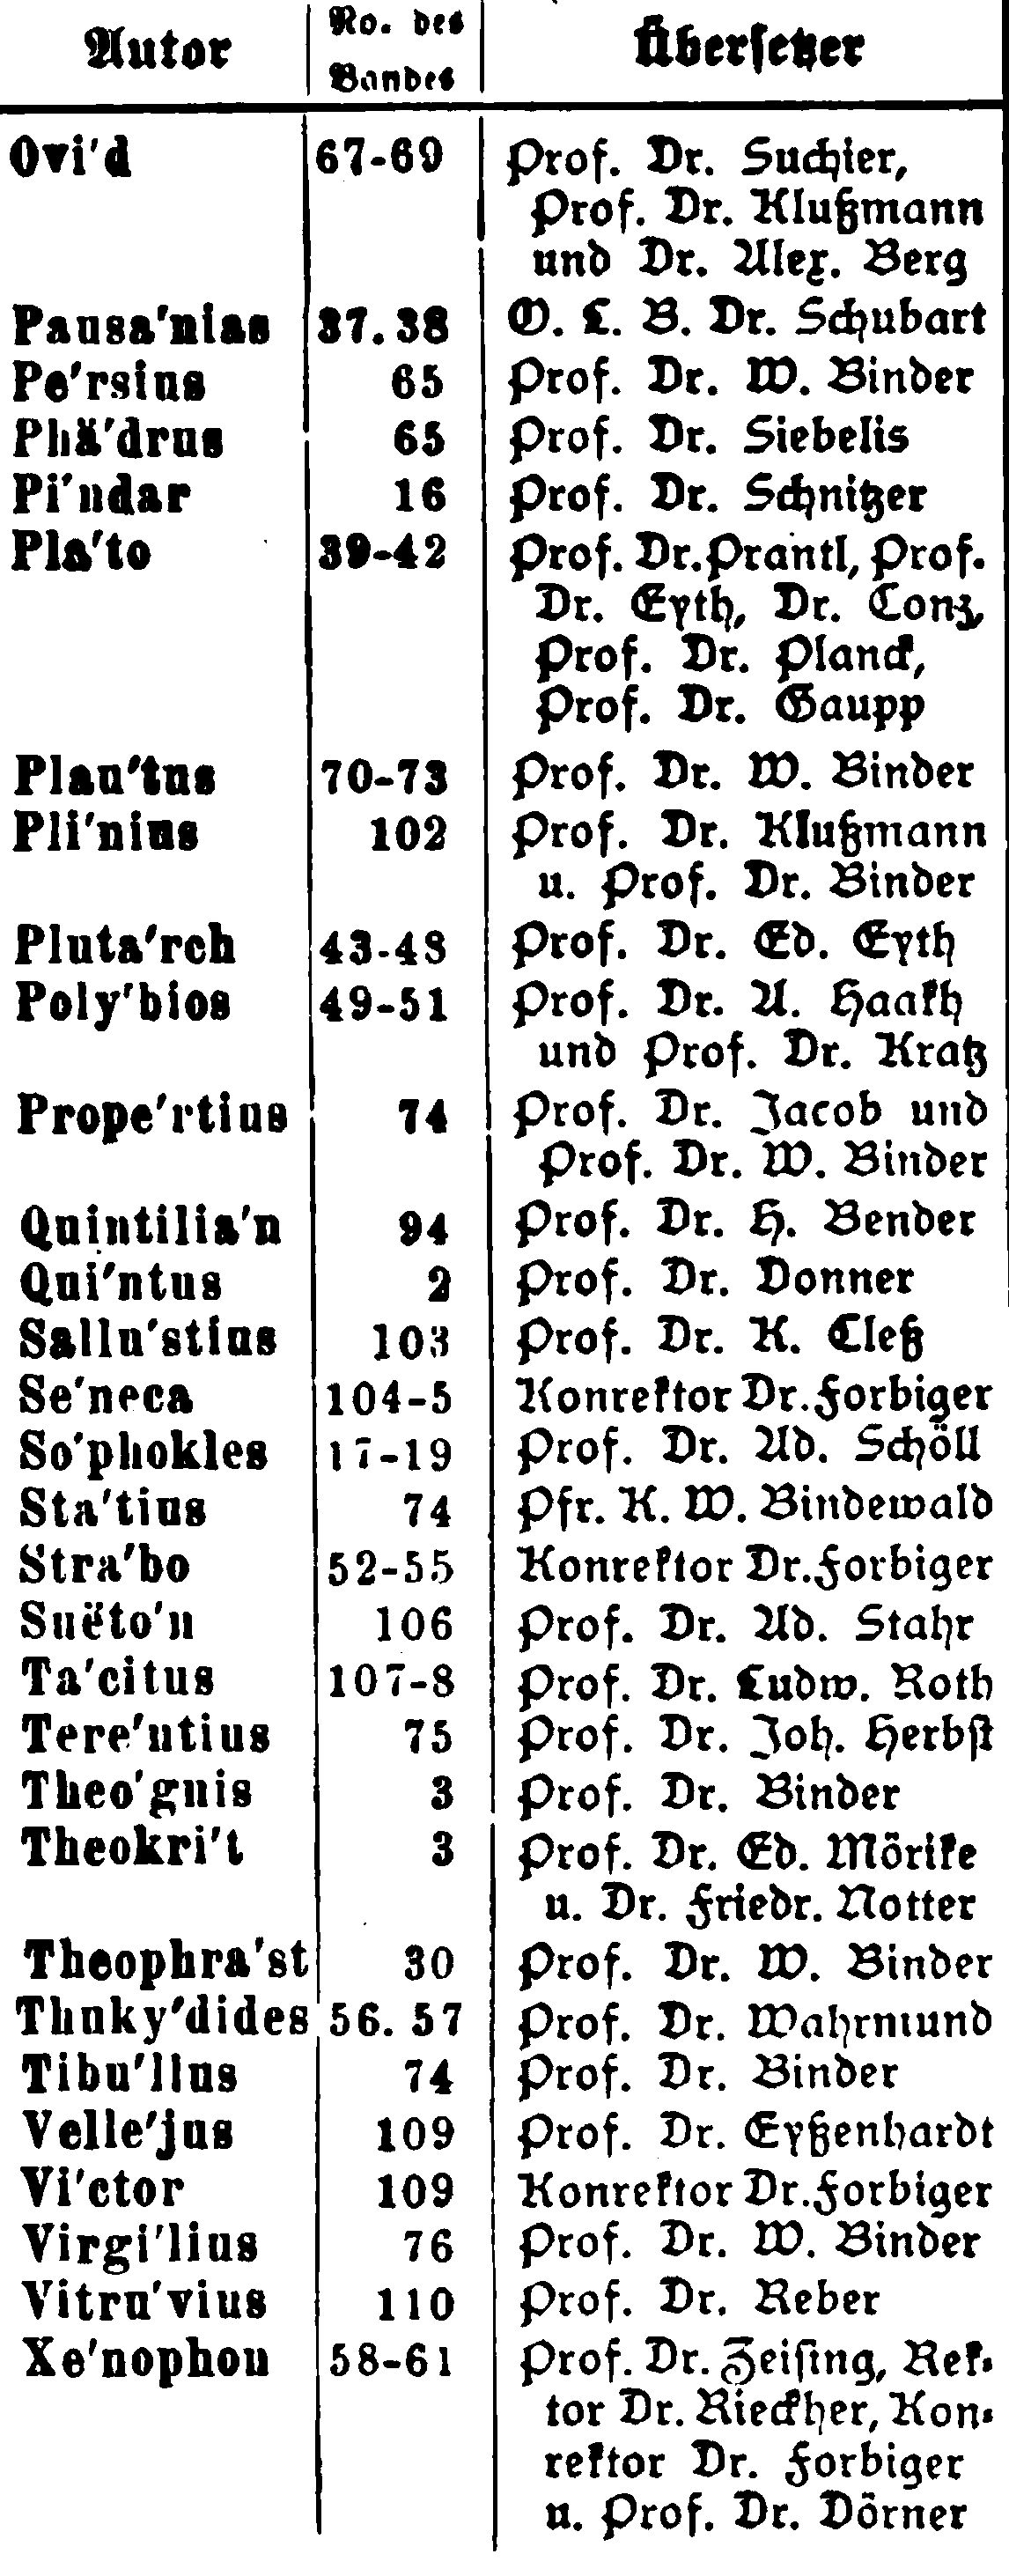 Autor No. des Bandes Übersetzer
Ovi'd 67-69 Prof. Dr. Suchier,
Prof. Dr. Klußmann
und Dr. Alex. Berg
Pausa'nias 37. 38 O. L. B. Dr. Schubart
Pe'rsius 65 Prof. Dr. W. Binder
Phä'drus 65 Prof. Dr. Siebelis
Pi'ndar 16 Prof. Dr. Schnitzer
Pla'to 39-42 Prof. Dr. Prantl, Prof.
Dr. Eyth, Dr. Conz,
Prof. Dr. Planck,
Prof. Dr. Gaupp
Plau'tus 70-73 Prof. Dr. W. Binder
Pli'nius 102 Prof. Dr. Klußmann
u. Prof. Dr. Binder
Pluta'rch 43-48 Prof. Dr. Ed. Eyth
Poly'bios 49-51 Prof. Dr. A. Haakh
und Prof. Dr. Kratz
Prope'rtius 74 Prof. Dr. Jacob und
Prof. Dr. W. Binder
Quintilia'n 94 Prof. Dr. H. Bender
Qui'ntus 2 Prof. Dr. Donner
Sallu'stius 103 Prof. Dr. K. Cleß
Se'neca 104-5 Konrektor Dr. Forbiger
So'phokles 17-19 Prof. Dr. Ad. Schöll
Sta'tius 74 Pfr. K. W. Bindewald
Stra'bo 52-55 Konrektor Dr. Forbiger
Suëto'n 106 Prof. Dr. Ad. Stahr
Ta'citus 107-8 Prof. Dr. Ludw. Roth
Tere'ntius 75 Prof. Dr. Joh. Herbst
Theo'gnis 3 Prof. Dr. Binder
Theokri't 3 Prof. Dr. Ed. Mörike
u. Dr. Friedr. Notter
Theophra'st 30 Prof. Dr. W. Binder
Thuky'dides 56. 57 Prof. Dr. Wahrmund
Tibu'llus 74 Prof. Dr. Binder
Velle'jus 109 Prof. Dr. Eyßenhardt
Vi'ctor 109 Konrektor Dr. Forbiger
Virgi'lius 76 Prof. Dr. W. Binder
Vitru'vius 110 Prof. Dr. Reber
Xe'nophon 58-61 Prof. Dr. Zeising, Rek-
tor Dr. Rieckher, Kon-
rektor Dr. Forbiger
u. Prof. Dr. Dörner